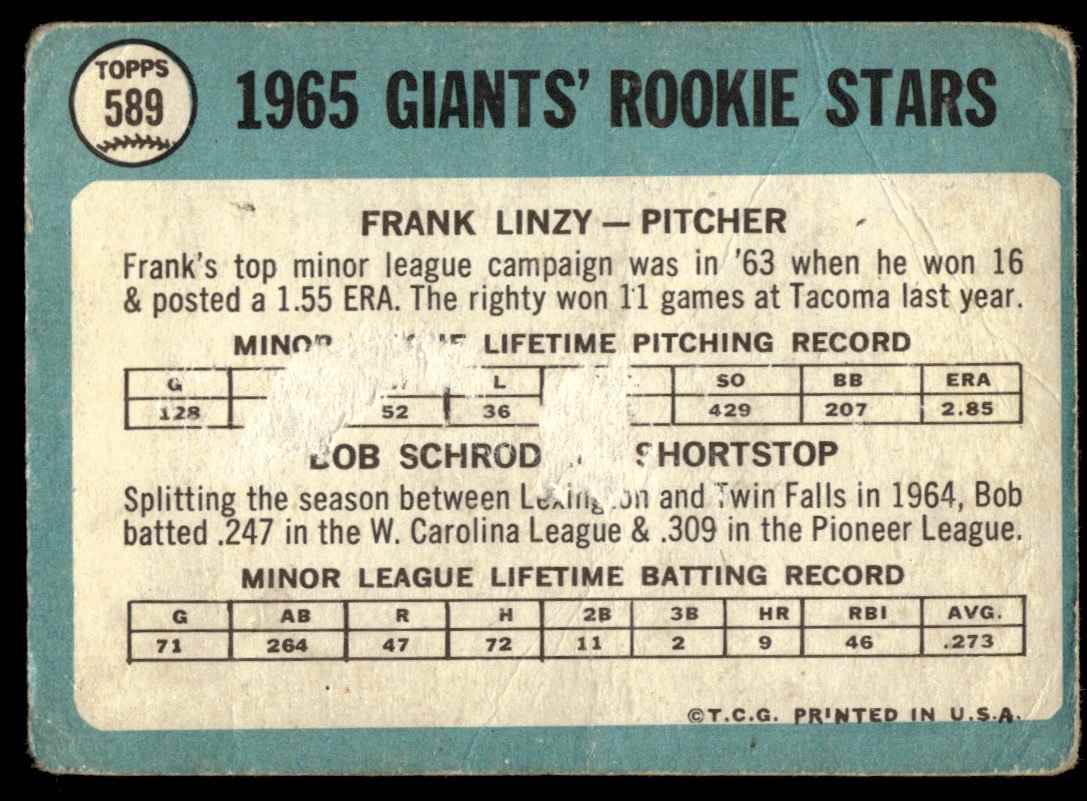 TOPPS
589
1965 GIANTS' ROOKIE STARS
FRANK LINZY — PITCHER
Frank's top minor league campaign was in '63 when he won 16
& posted a 1.55 ERA. The righty won 11 games at Tacoma last year.
MINOR LIFETIME PITCHING RECORD
G L SO BB ERA
128 52 36 429 207 2.85
BOB SHORTSTOP
Splitting the season between Lexington and Twin Falls in 1964, Bob
batted .247 in the W. Carolina League & .309 in the Pioneer League.
MINOR LEAGUE LIFETIME BATTING RECORD
G AB R H 2B 3B HR RBI AVG.
71 264 47 72 11 2 9 46 .273
©T.C.G. PRINTED IN U.S.A.